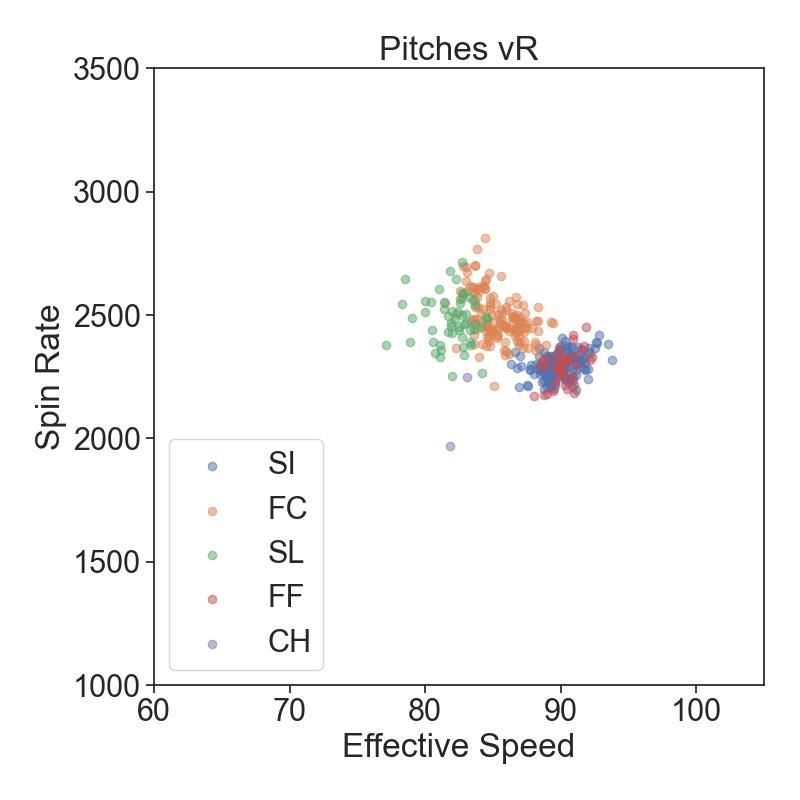 Pitches vR
3500
3000
2500
2000
1500
1000
Spin Rate
SI
FC
SL
FF
CH
60 70 80 90 100
Effective Speed